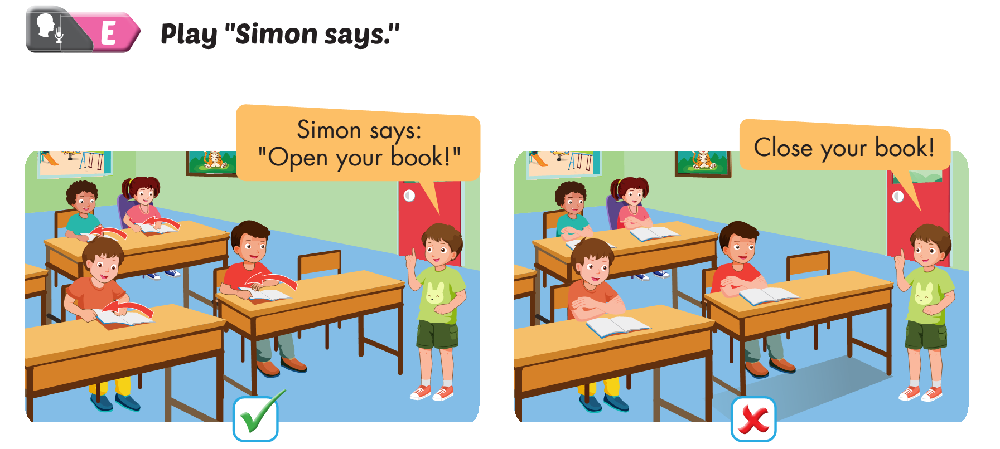 E
Play "Simon says."
Simon says:
"Open your book!"
Close your book!